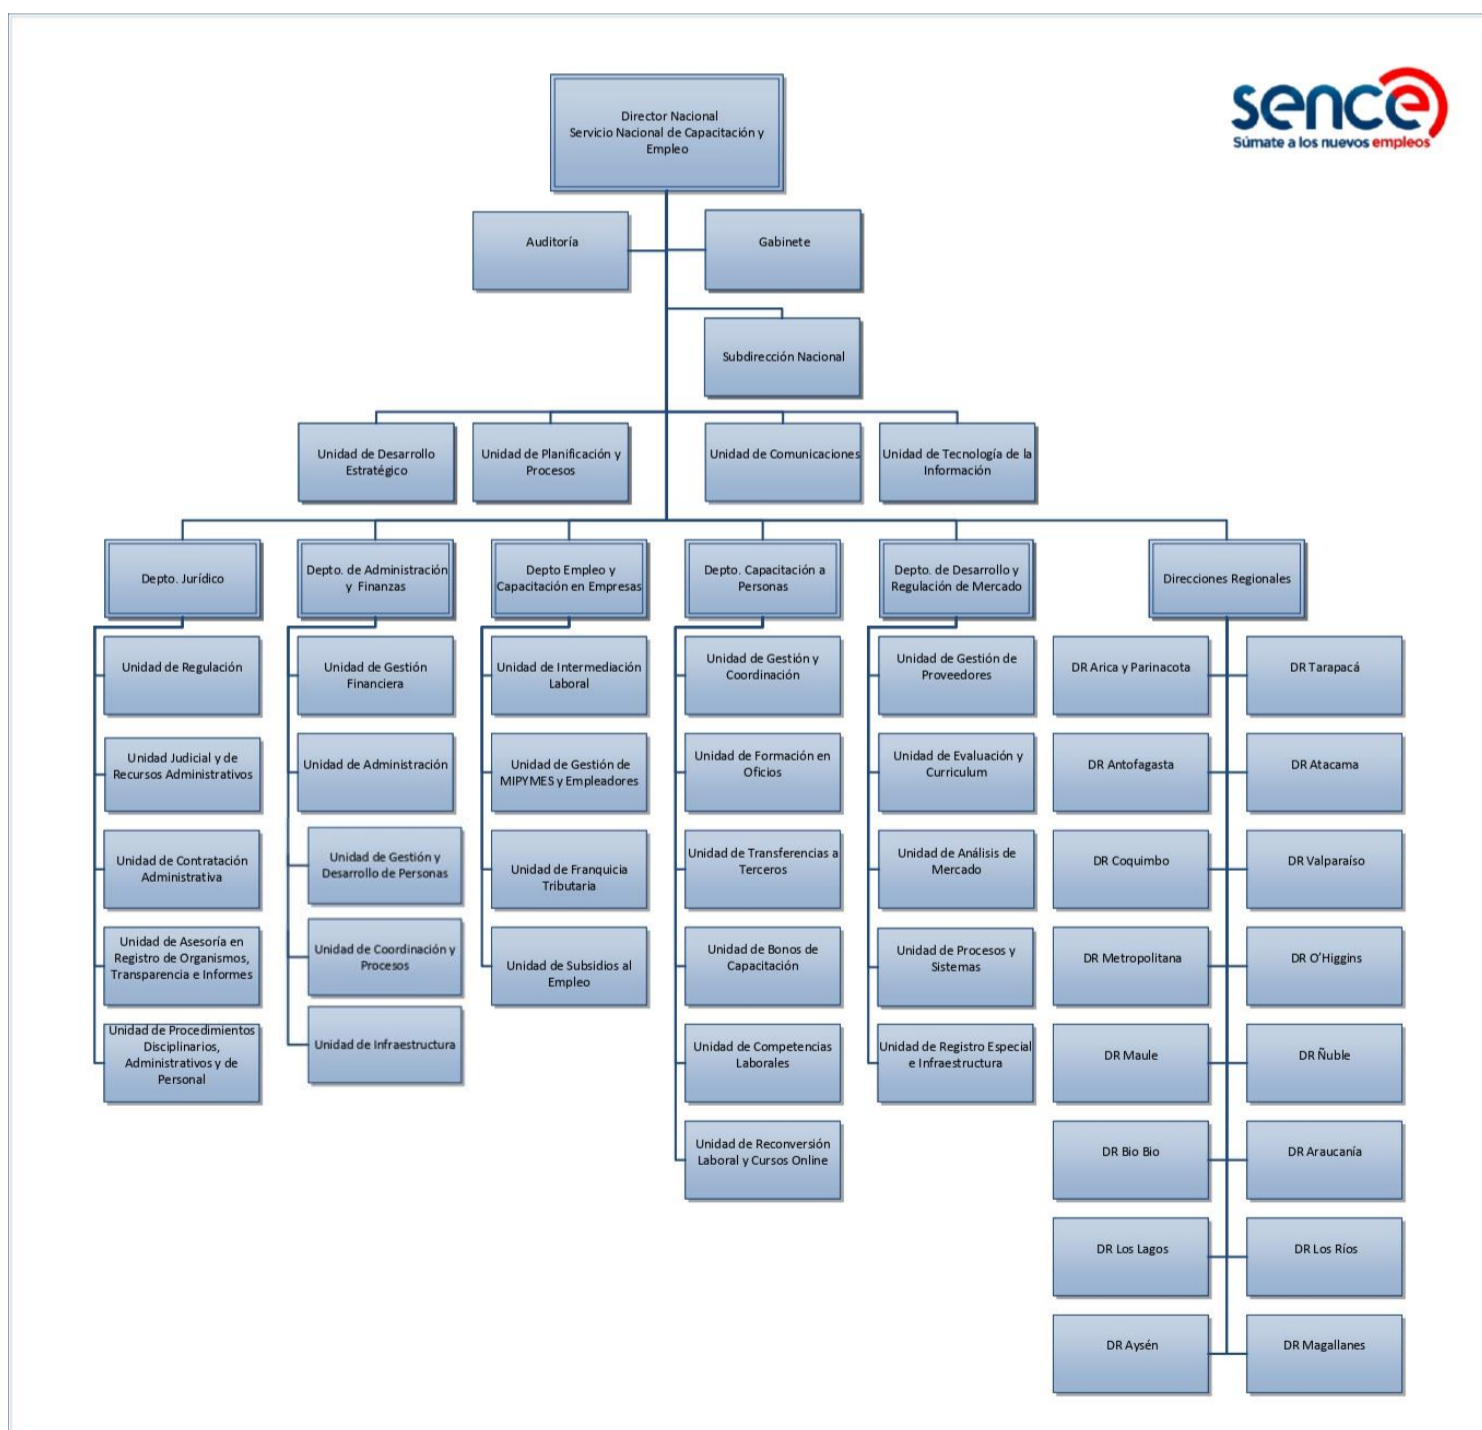 sence
Súmate a los nuevos empleos
Director Nacional
Servicio Nacional de Capacitación y
Empleo
Auditoría
Gabinete
Subdirección Nacional
Unidad de Desarrollo
Estratégico
Unidad de Planificación y
Procesos
Unidad de Comunicaciones
Unidad de Tecnología de la
Información
Depto. Jurídico
Depto. de Administración
y Finanzas
Depto Empleo y
Capacitación en Empresas
Depto. Capacitación a
Personas
Depto. de Desarrollo y
Regulación de Mercado
Direcciones Regionales
Unidad de Regulación
Unidad Judicial y de
Recursos Administrativos
Unidad de Contratación
Administrativa
Unidad de Asesoría en
Registro de Organismos,
Transparencia e Informes
Unidad de Procedimientos
Disciplinarios,
Administrativos y de
Personal
Unidad de Gestión
Financiera
Unidad de Administración
Unidad de Gestión y
Desarrollo de Personas
Unidad de Coordinación y
Procesos
Unidad de Infraestructura
Unidad de Intermediación
Laboral
Unidad de Gestión de
MIPYMES y Empleadores
Unidad de Franquicia
Tributaria
Unidad de Subsidios al
Empleo
Unidad de Gestión y
Coordinación
Unidad de Formación en
Oficios
Unidad de Transferencias a
Terceros
Unidad de Bonos de
Capacitación
Unidad de Competencias
Laborales
Unidad de Reconversión
Laboral y Cursos Online
Unidad de Gestión de
Proveedores
Unidad de Evaluación y
Curriculum
Unidad de Análisis de
Mercado
Unidad de Procesos y
Sistemas
Unidad de Registro Especial
e Infraestructura
DR Arica y Parinacota
DR Tarapacá
DR Antofagasta
DR Atacama
DR Coquimbo
DR Valparaíso
DR Metropolitana
DR O’Higgins
DR Maule
DR Ñuble
DR Bio Bio
DR Araucanía
DR Los Lagos
DR Los Ríos
DR Aysén
DR Magallanes